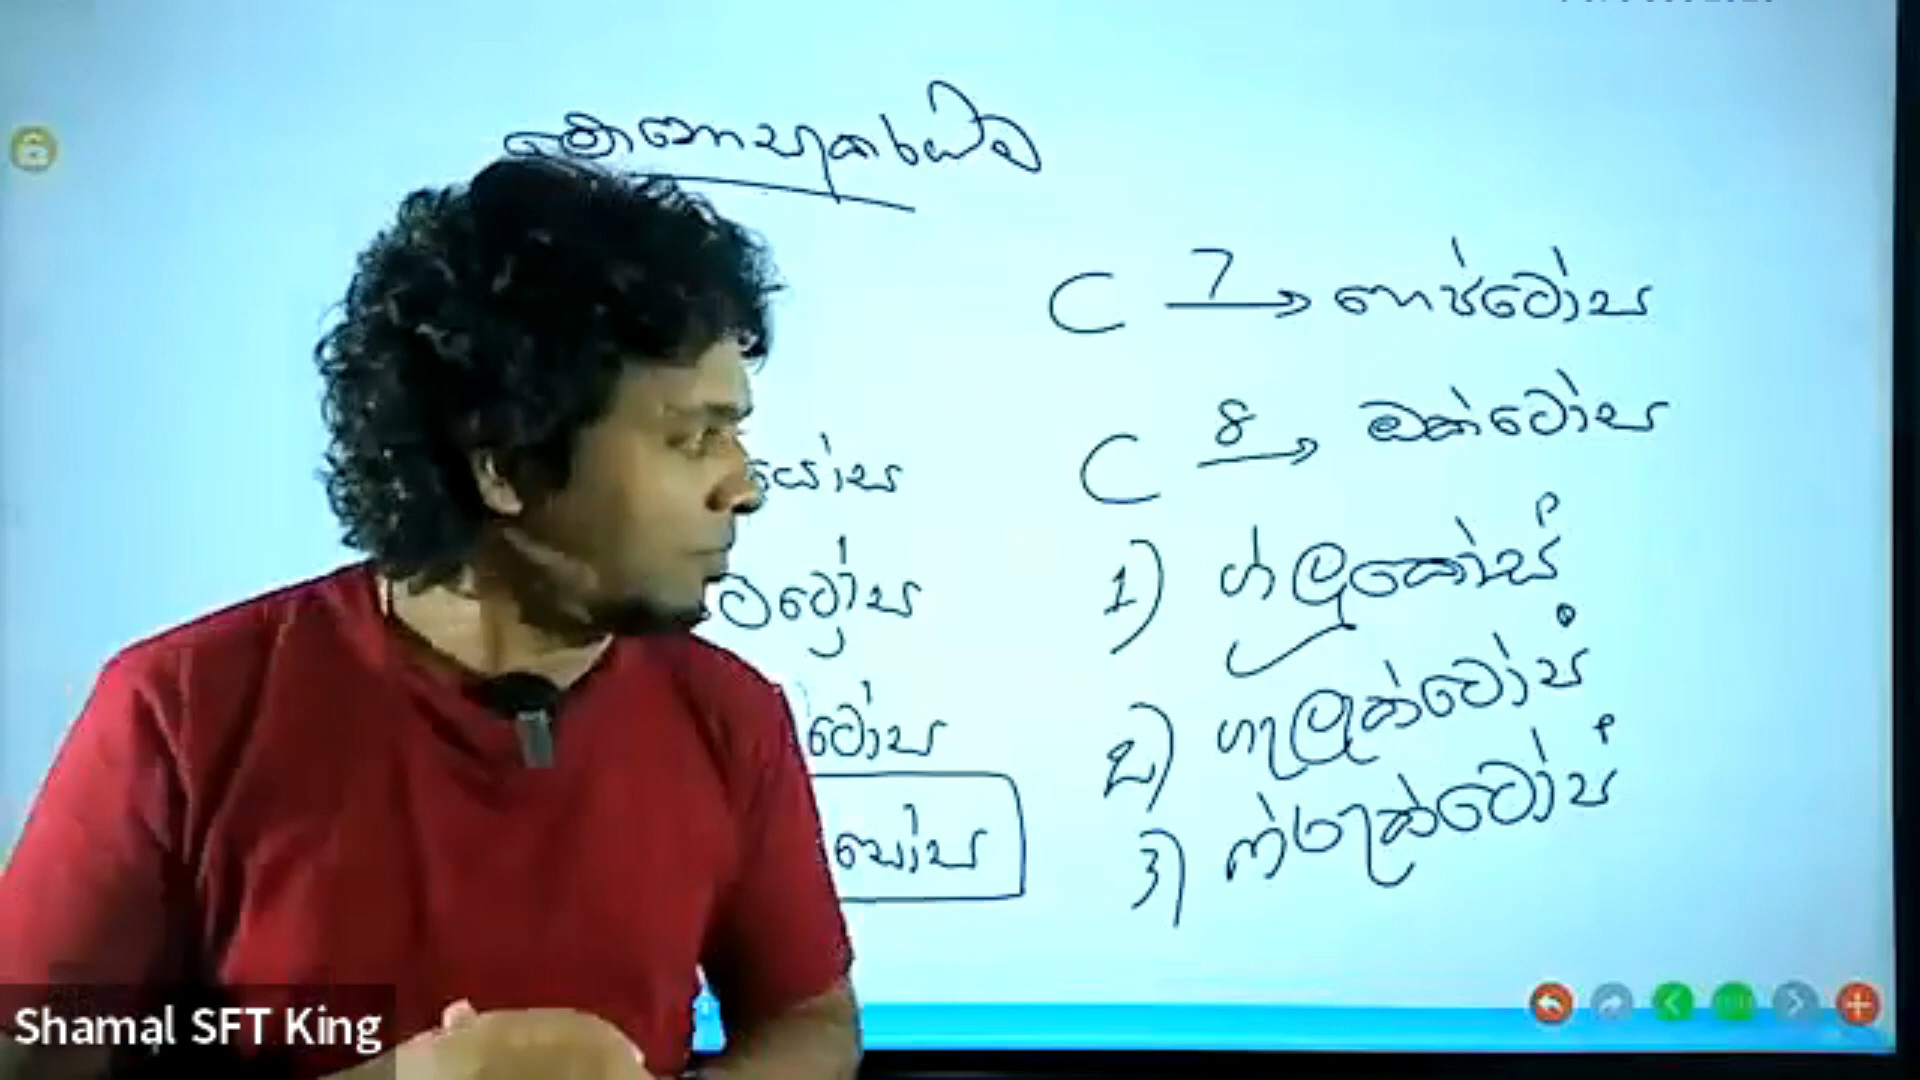 මොනොසැකරයිඩ
C 7→ හෙප්ටෝස
C 8→ ඔක්ටෝස
යෝස
ටෙට්‍රෝස
ටෝස
සෝස
1) ග්ලූකෝස්
2) ගැලැක්ටෝස්
3) ෆ්රැක්ටෝස්
Shamal SFT King